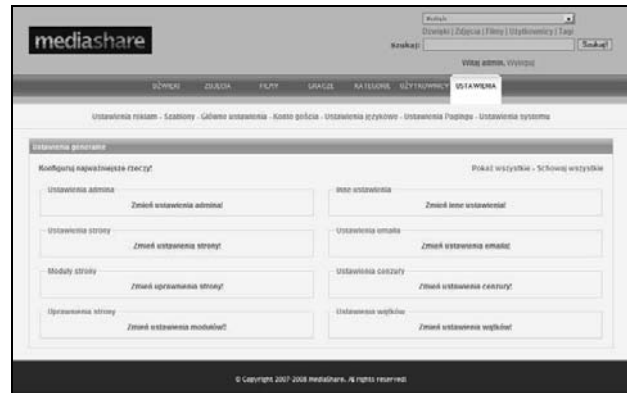 Polish
Dźwięki | Zdjęcia | Filmy | Użytkownicy | Tagi
mediashare
Szukaj: Szukaj!
Witaj admin, Wyloguj
DŹWIĘKI ZDJĘCIA FILMY GRACZE KATEGORIE UŻYTKOWNICY USTAWIENIA
Ustawienia reklam - Szablony - Główne ustawienia - Konto gościa - Ustawienia językowe - Ustawienia Pagingu - Ustawienia systemu
Ustawienia generalne
Konfiguruj najważniejsze rzeczy! Pokaż wszystkie - Schowaj wszystkie
Ustawienia admina Inne ustawienia
Zmień ustawienia admina! Zmień inne ustawienia!
Ustawienia strony Ustawienia emaila
Zmień ustawienia strony! Zmień ustawienia emaila!
Moduły strony Ustawienia cenzury
Zmień uprawnienia strony! Zmień ustawienia cenzury!
Uprawnienia strony Ustawienia wątków
Zmień ustawienia modułów!! Zmień ustawienia wątków!
© Copyright 2007-2008 MediaShare. All rights reserved.